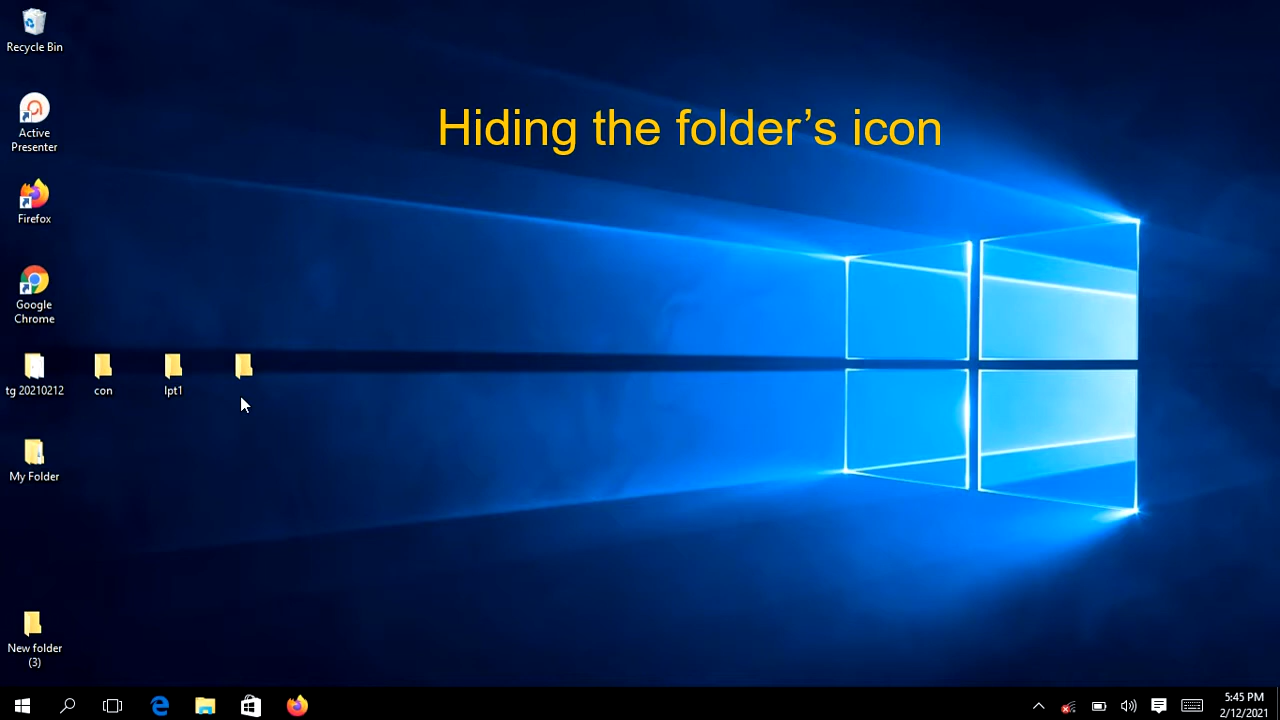 Recycle Bin
Hiding the folder’s icon
Active
Presenter
Firefox
Google
Chrome
tg 20210212
con
lpt1
My Folder
New folder
(3)
5:45 PM
2/12/2021